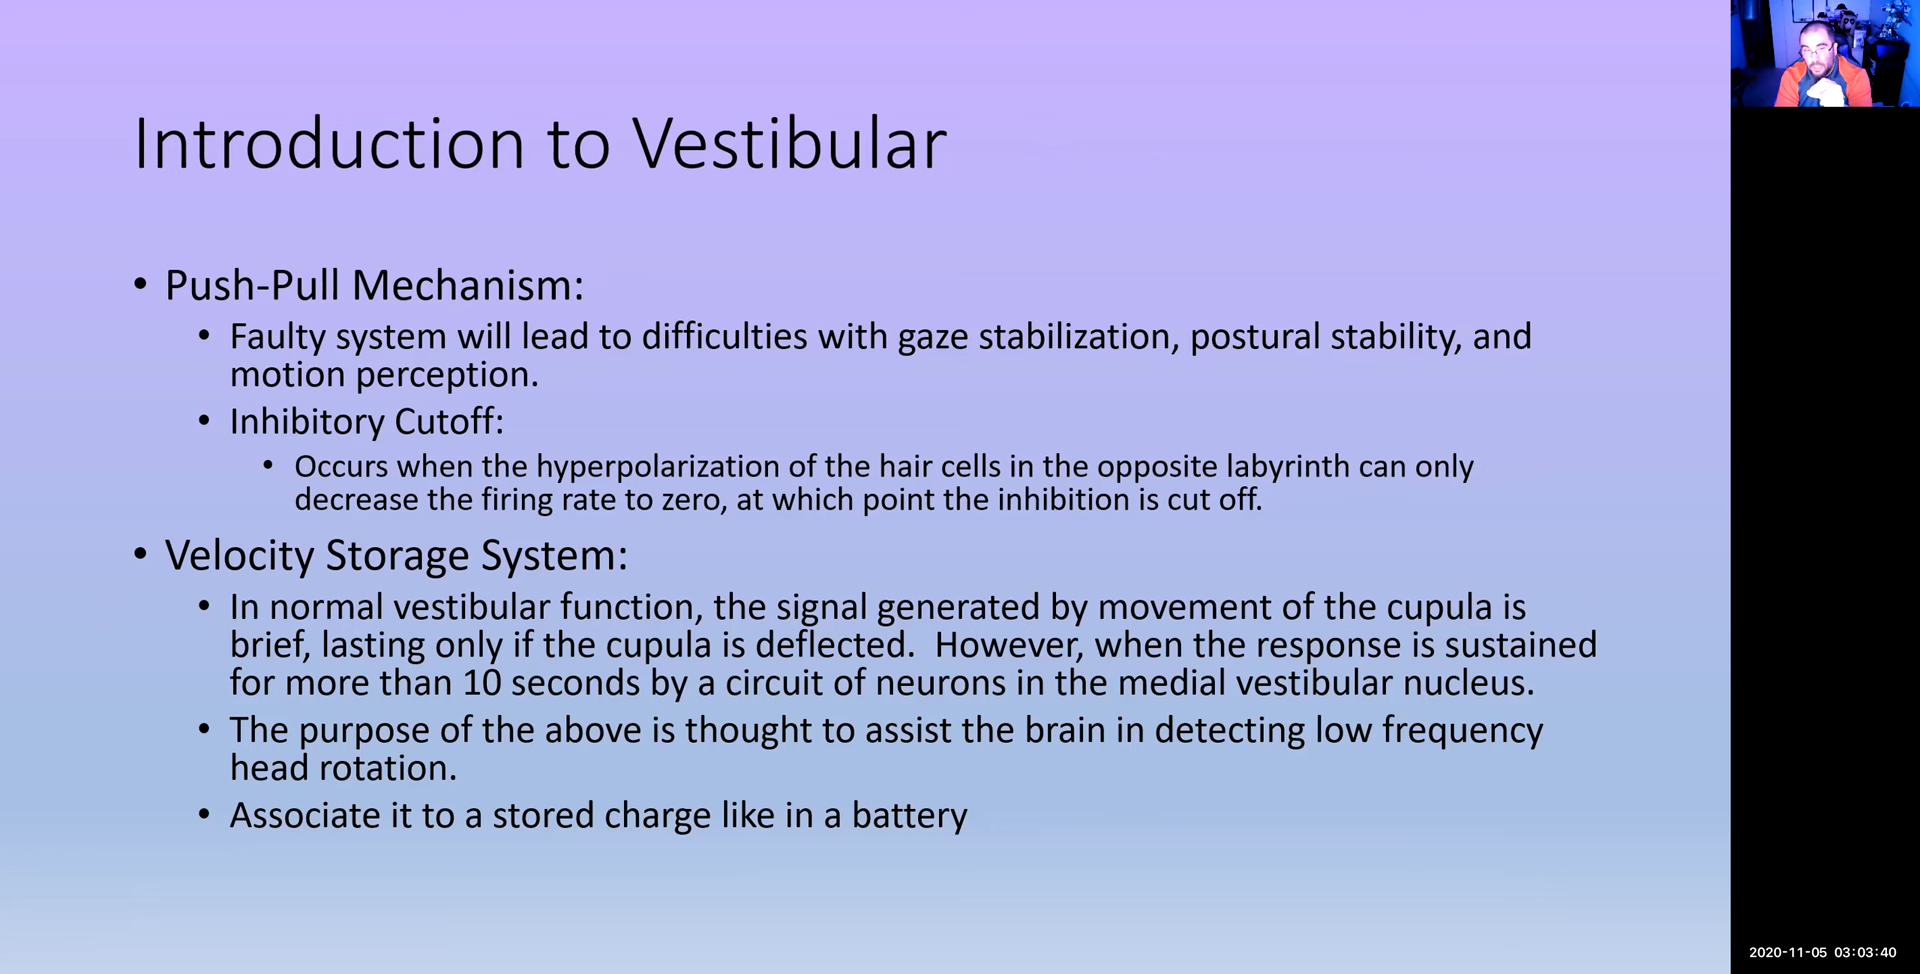 Introduction to Vestibular
• Push-Pull Mechanism:
• Faulty system will lead to difficulties with gaze stabilization, postural stability, and
motion perception.
• Inhibitory Cutoff:
• Occurs when the hyperpolarization of the hair cells in the opposite labyrinth can only
decrease the firing rate to zero, at which point the inhibition is cut off.
• Velocity Storage System:
• In normal vestibular function, the signal generated by movement of the cupula is
brief, lasting only if the cupula is deflected.  However, when the response is sustained
for more than 10 seconds by a circuit of neurons in the medial vestibular nucleus.
• The purpose of the above is thought to assist the brain in detecting low frequency
head rotation.
• Associate it to a stored charge like in a battery
2020-11-05 03:03:40